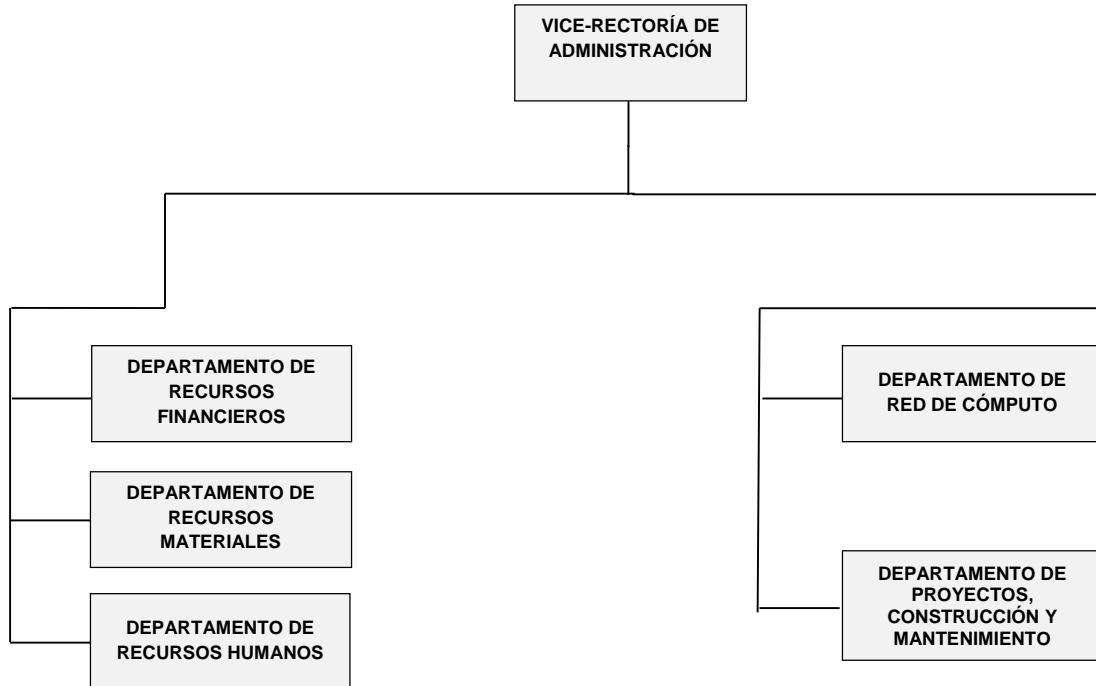 VICE-RECTORÍA DE
ADMINISTRACIÓN
DEPARTAMENTO DE
RECURSOS
FINANCIEROS
DEPARTAMENTO DE
RECURSOS
MATERIALES
DEPARTAMENTO DE
RECURSOS HUMANOS
DEPARTAMENTO DE
RED DE CÓMPUTO
DEPARTAMENTO DE
PROYECTOS,
CONSTRUCCIÓN Y
MANTENIMIENTO